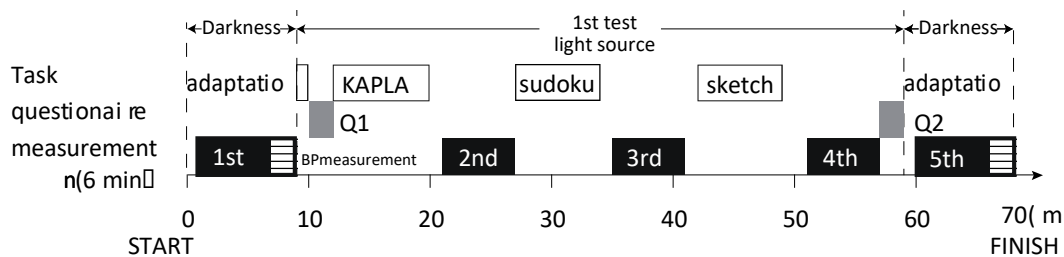 Darkness 1st test Darkness
light source
Task adaptatio KAPLA sudoku sketch adaptatio
questionai re Q1 Q2
measurement 1st BPmeasurement 2nd 3rd 4th 5th
n(6 min
0 10 20 30 40 50 60 70( m
START FINISH